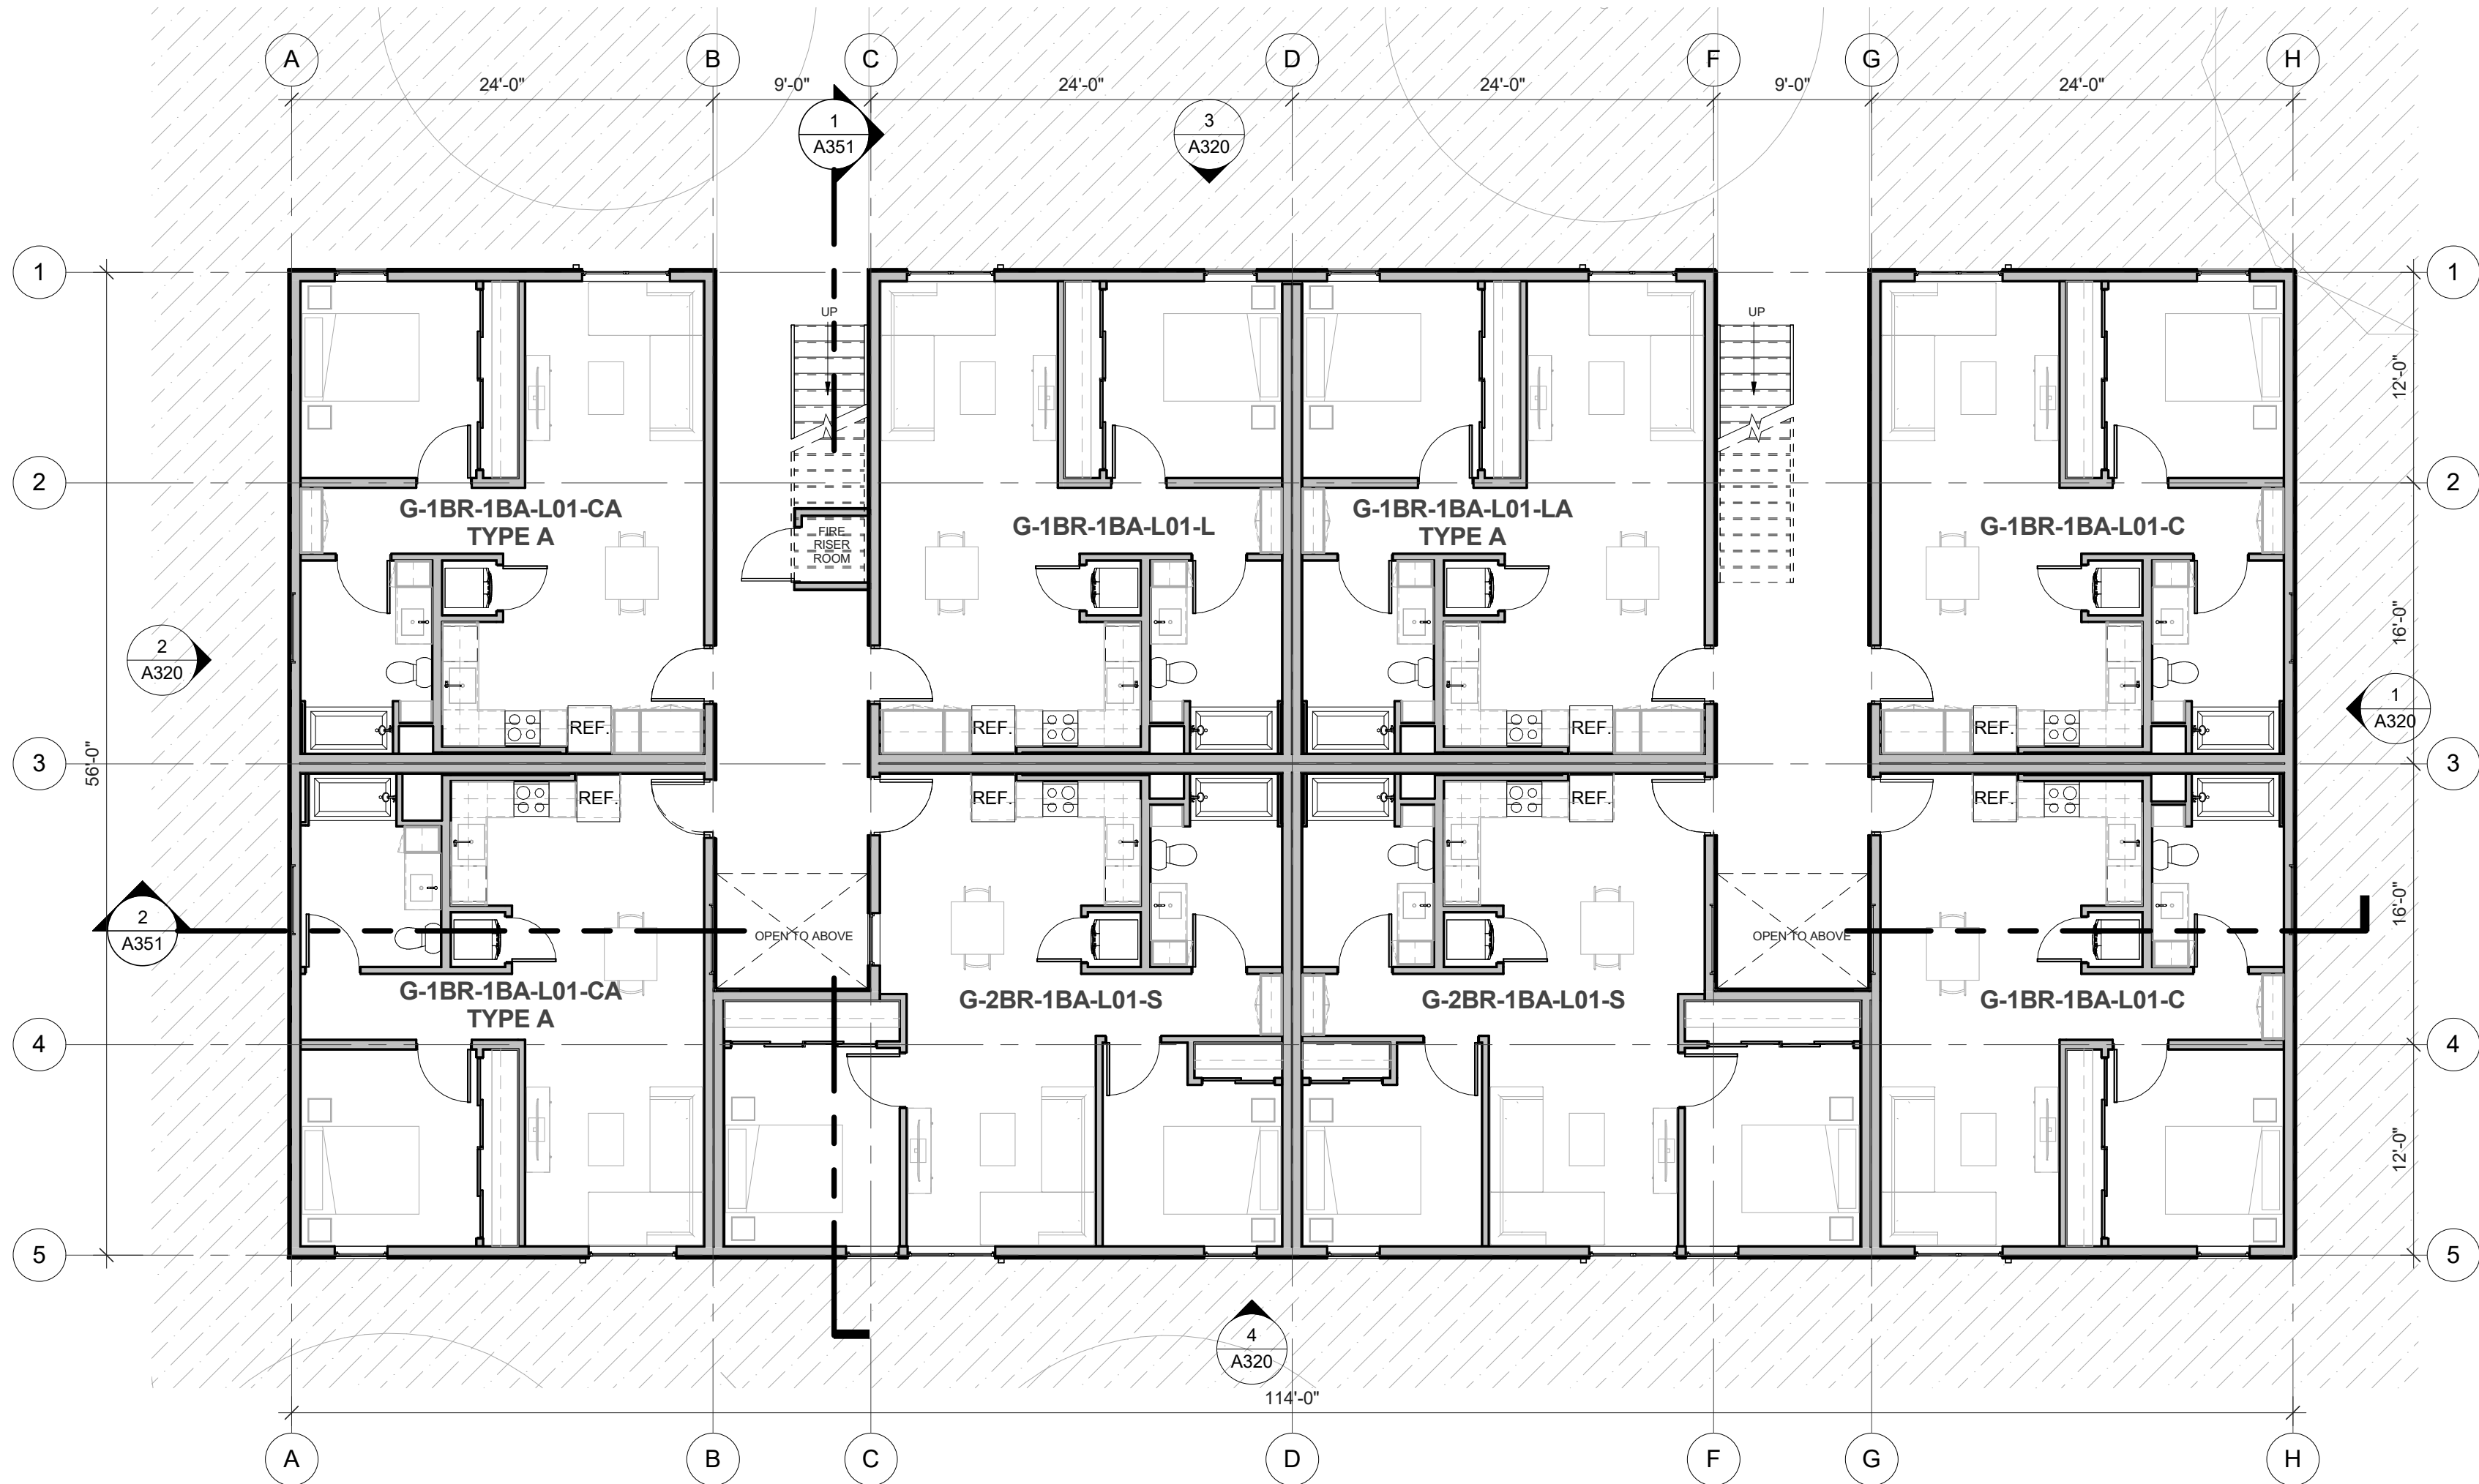 A B C D F G H
24'-0" 9'-0" 24'-0" 24'-0" 9'-0" 24'-0"
1
A351
3
A320
1 1
UP UP
12'-0"
2 2
G-1BR-1BA-L01-CA
TYPE A
G-1BR-1BA-L01-L
G-1BR-1BA-L01-LA
TYPE A
G-1BR-1BA-L01-C
FIRE
RISER
ROOM
16'-0"
2
A320
1
A320
REF. REF. REF. REF.
3 3
56'-0"
REF. REF. REF. REF.
16'-0"
2
A351
OPEN TO ABOVE OPEN TO ABOVE
G-1BR-1BA-L01-CA
TYPE A
G-2BR-1BA-L01-S
G-2BR-1BA-L01-S
G-1BR-1BA-L01-C
4 4
12'-0"
5 5
4
A320
114'-0"
A B C D F G H